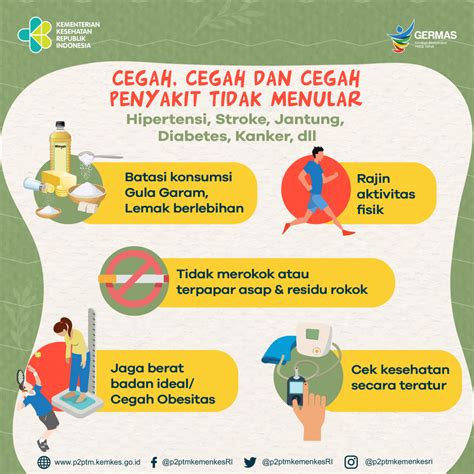 KEMENTERIAN
KESEHATAN
REPUBLIK
INDONESIA
GERMAS
CEGAH, CEGAH DAN CEGAH
PENYAKIT TIDAK MENULAR
Hipertensi, Stroke, Jantung,
Diabetes, Kanker, dll
Minyak
Batasi konsumsi
Gula Garam,
Lemak berlebihan
Rajin
aktivitas
fisik
Tidak merokok atau
terpapar asap & residu rokok
Jaga berat
badan ideal/
Cegah Obesitas
Cek kesehatan
secara teratur
www.p2ptm.kemkes.go.id
@p2ptmkemenkesRI
@p2ptmkemenkesRI
@p2ptmkemenkesri